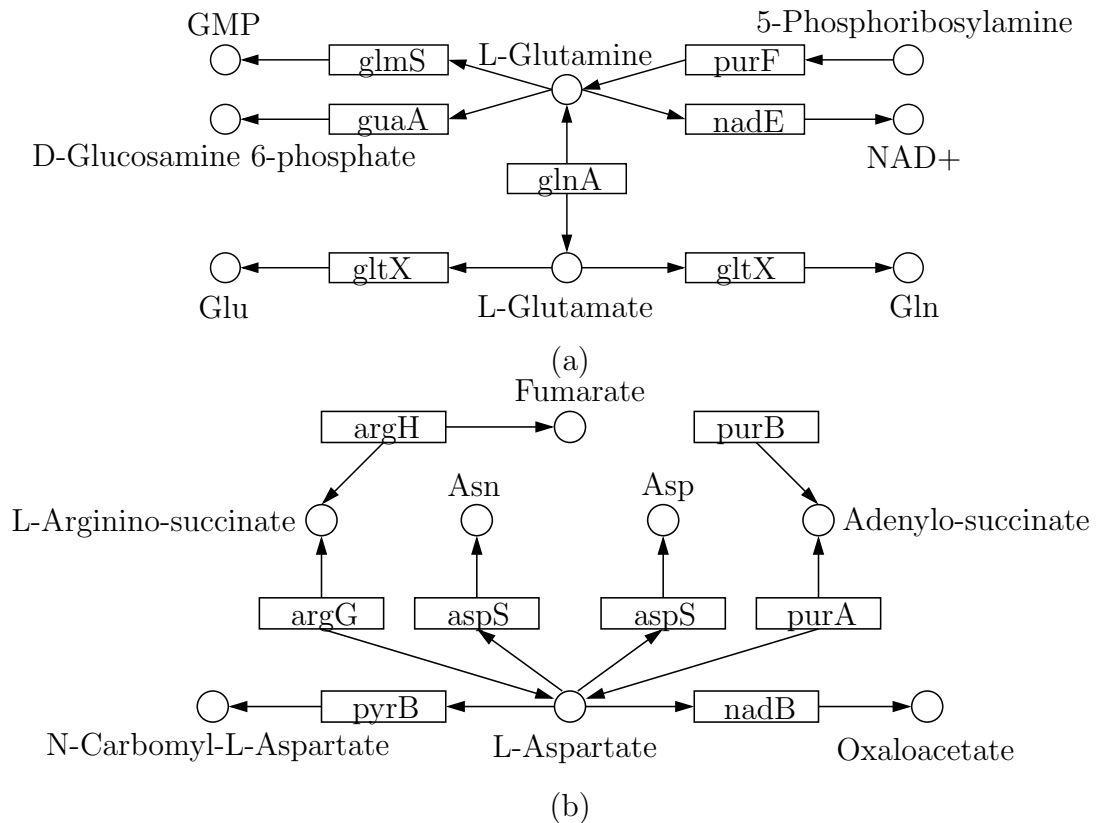 GMP
5-Phosphoribosylamine
glmS
L-Glutamine
purF
guaA
nadE
D-Glucosamine 6-phosphate
NAD+
glnA
gltX
gltX
Glu
L-Glutamate
Gln
(a)
Fumarate
argH
purB
Asn
Asp
L-Arginino-succinate
Adenylo-succinate
argG
aspS
aspS
purA
pyrB
nadB
N-Carbomyl-L-Aspartate
L-Aspartate
Oxaloacetate
(b)